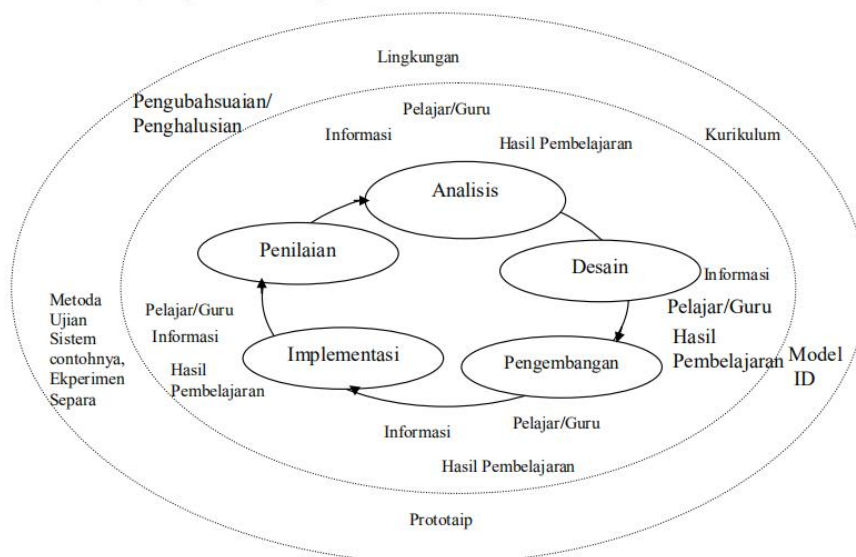 Lingkungan
Pengubahsuaian/
Penghalusian
Pelajar/Guru
Informasi
Kurikulum
Hasil Pembelajaran
Analisis
Penilaian
Desain
Informasi
Metoda
Ujian
Sistem
contohnya,
Ekperimen
Separa
Pelajar/Guru
Informasi
Hasil
Pembelajaran
Implementasi
Pengembangan
Pelajar/Guru
Hasil
Pembelajaran
Model
ID
Informasi
Pelajar/Guru
Hasil Pembelajaran
Prototaip